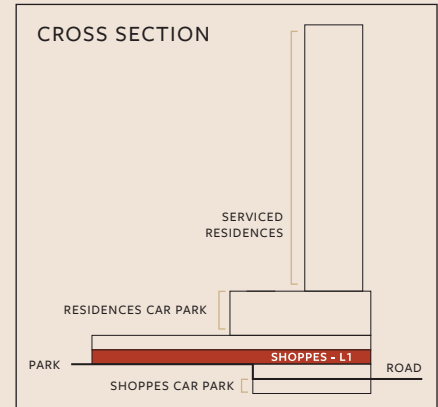 CROSS SECTION
SERVICED
RESIDENCES
RESIDENCES CAR PARK
SHOPPES - L1
PARK
ROAD
SHOPPES CAR PARK